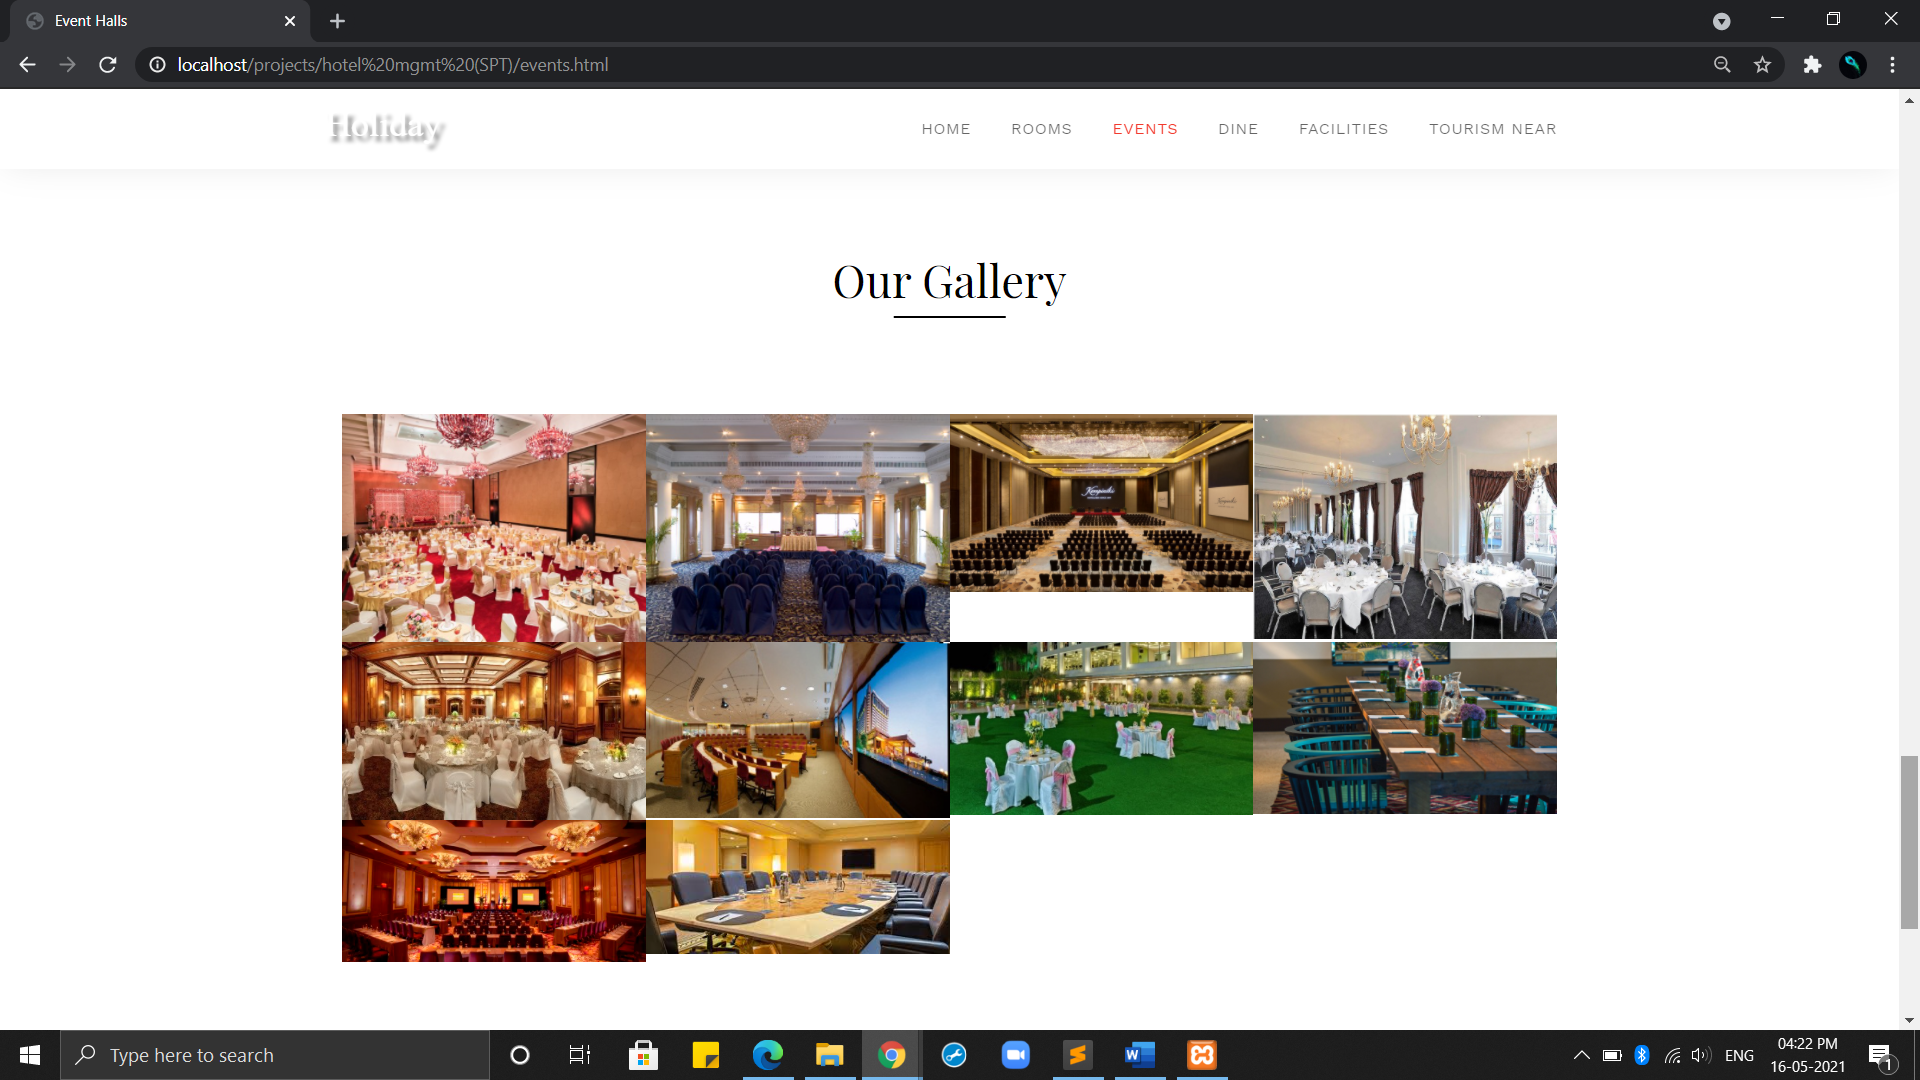 Event Halls
localhost/projects/hotel%20mgmt%20(SPT)/events.html
Holiday
HOME ROOMS EVENTS DINE FACILITIES TOURISM NEAR
Our Gallery
Type here to search
ENG
04:22 PM
16-05-2021
1